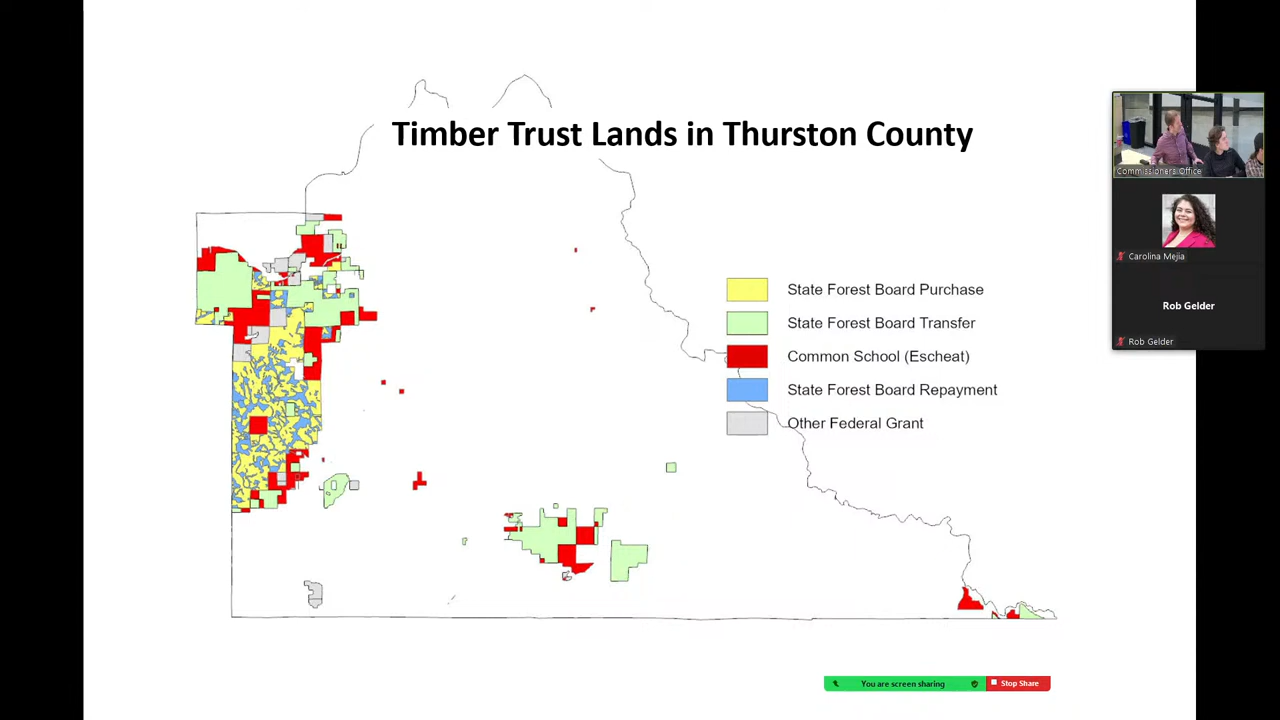 Timber Trust Lands in Thurston County
State Forest Board Purchase
State Forest Board Transfer
Common School (Escheat)
State Forest Board Repayment
Other Federal Grant
Commissioners Office
Carolina Mejia
Rob Gelder
Rob Gelder
You are screen sharing
Stop Share